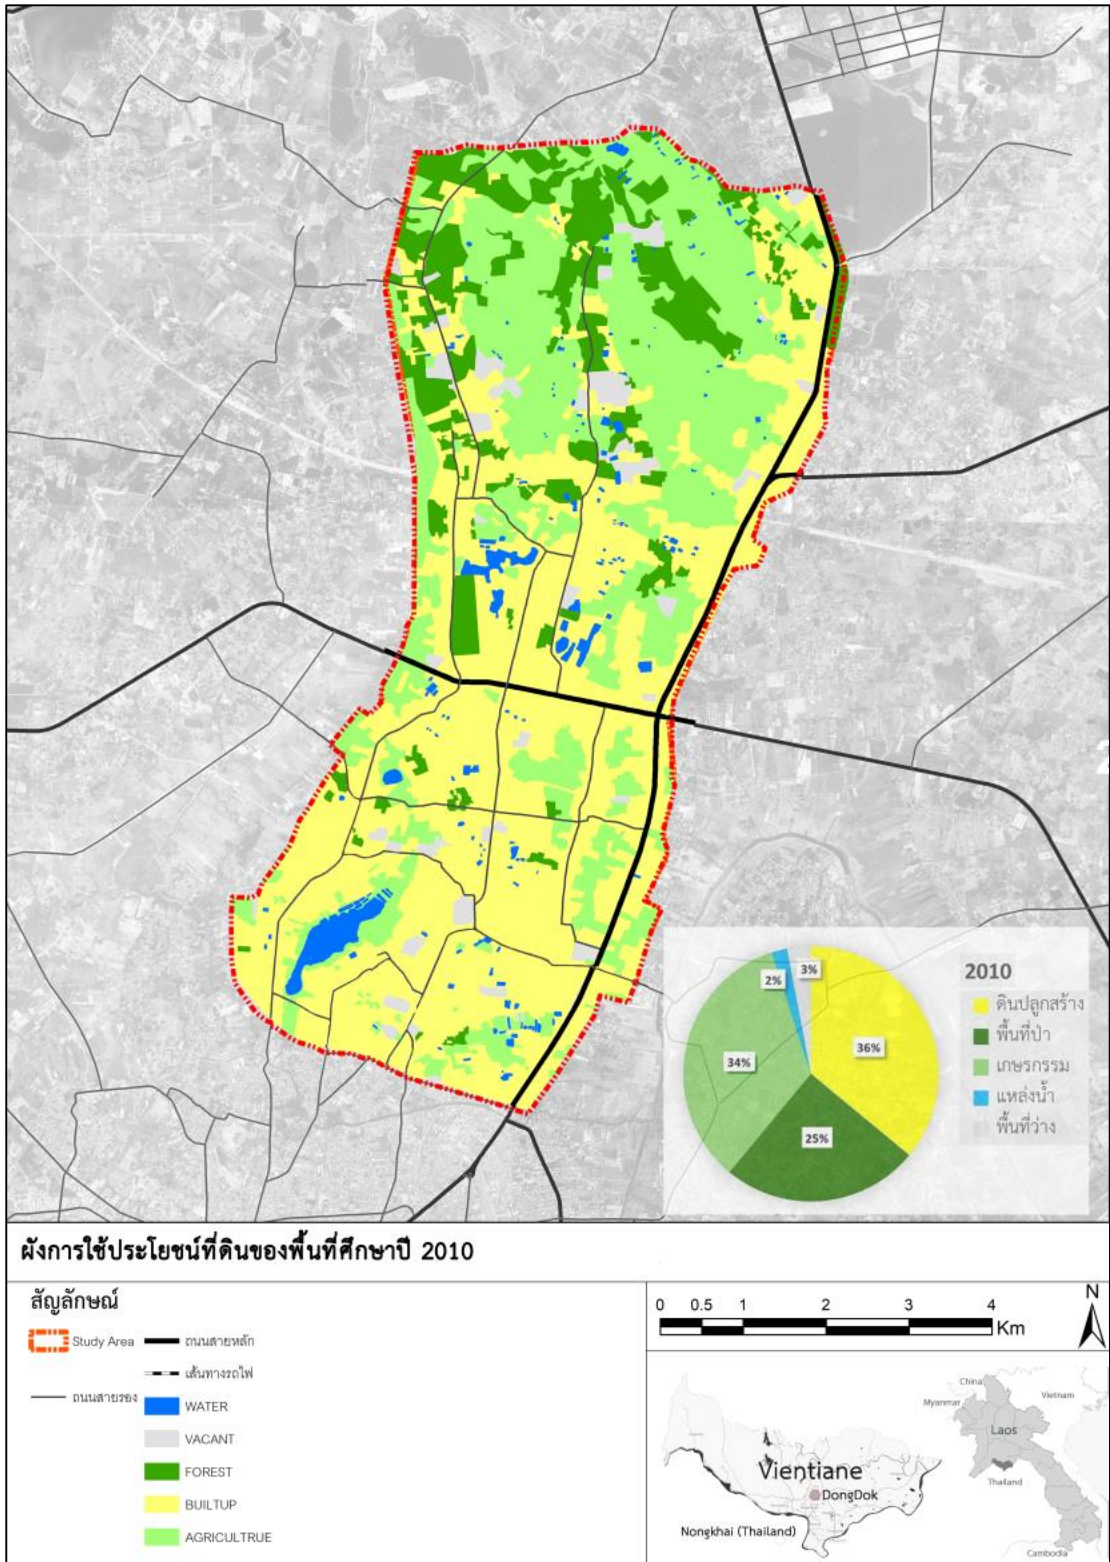 3%
2%
36%
34%
25%
2010
ดินปลูกสร้าง
พื้นที่ป่า
เกษรกรรม
แหล่งน้ำ
พื้นที่ว่าง
ผังการใช้ประโยชน์ที่ดินของพื้นที่ศึกษาปี 2010
สัญลักษณ์
Study Area
ถนนสายหลัก
เส้นทางรถไฟ
ถนนสายรอง
WATER
VACANT
FOREST
BUILTUP
AGRICULTRUE
0 0.5 1 2 3 4
Km
N
China
Myanmar
Vietnam
Laos
Thailand
Cambodia
Vientiane
DongDok
Nongkhai (Thailand)